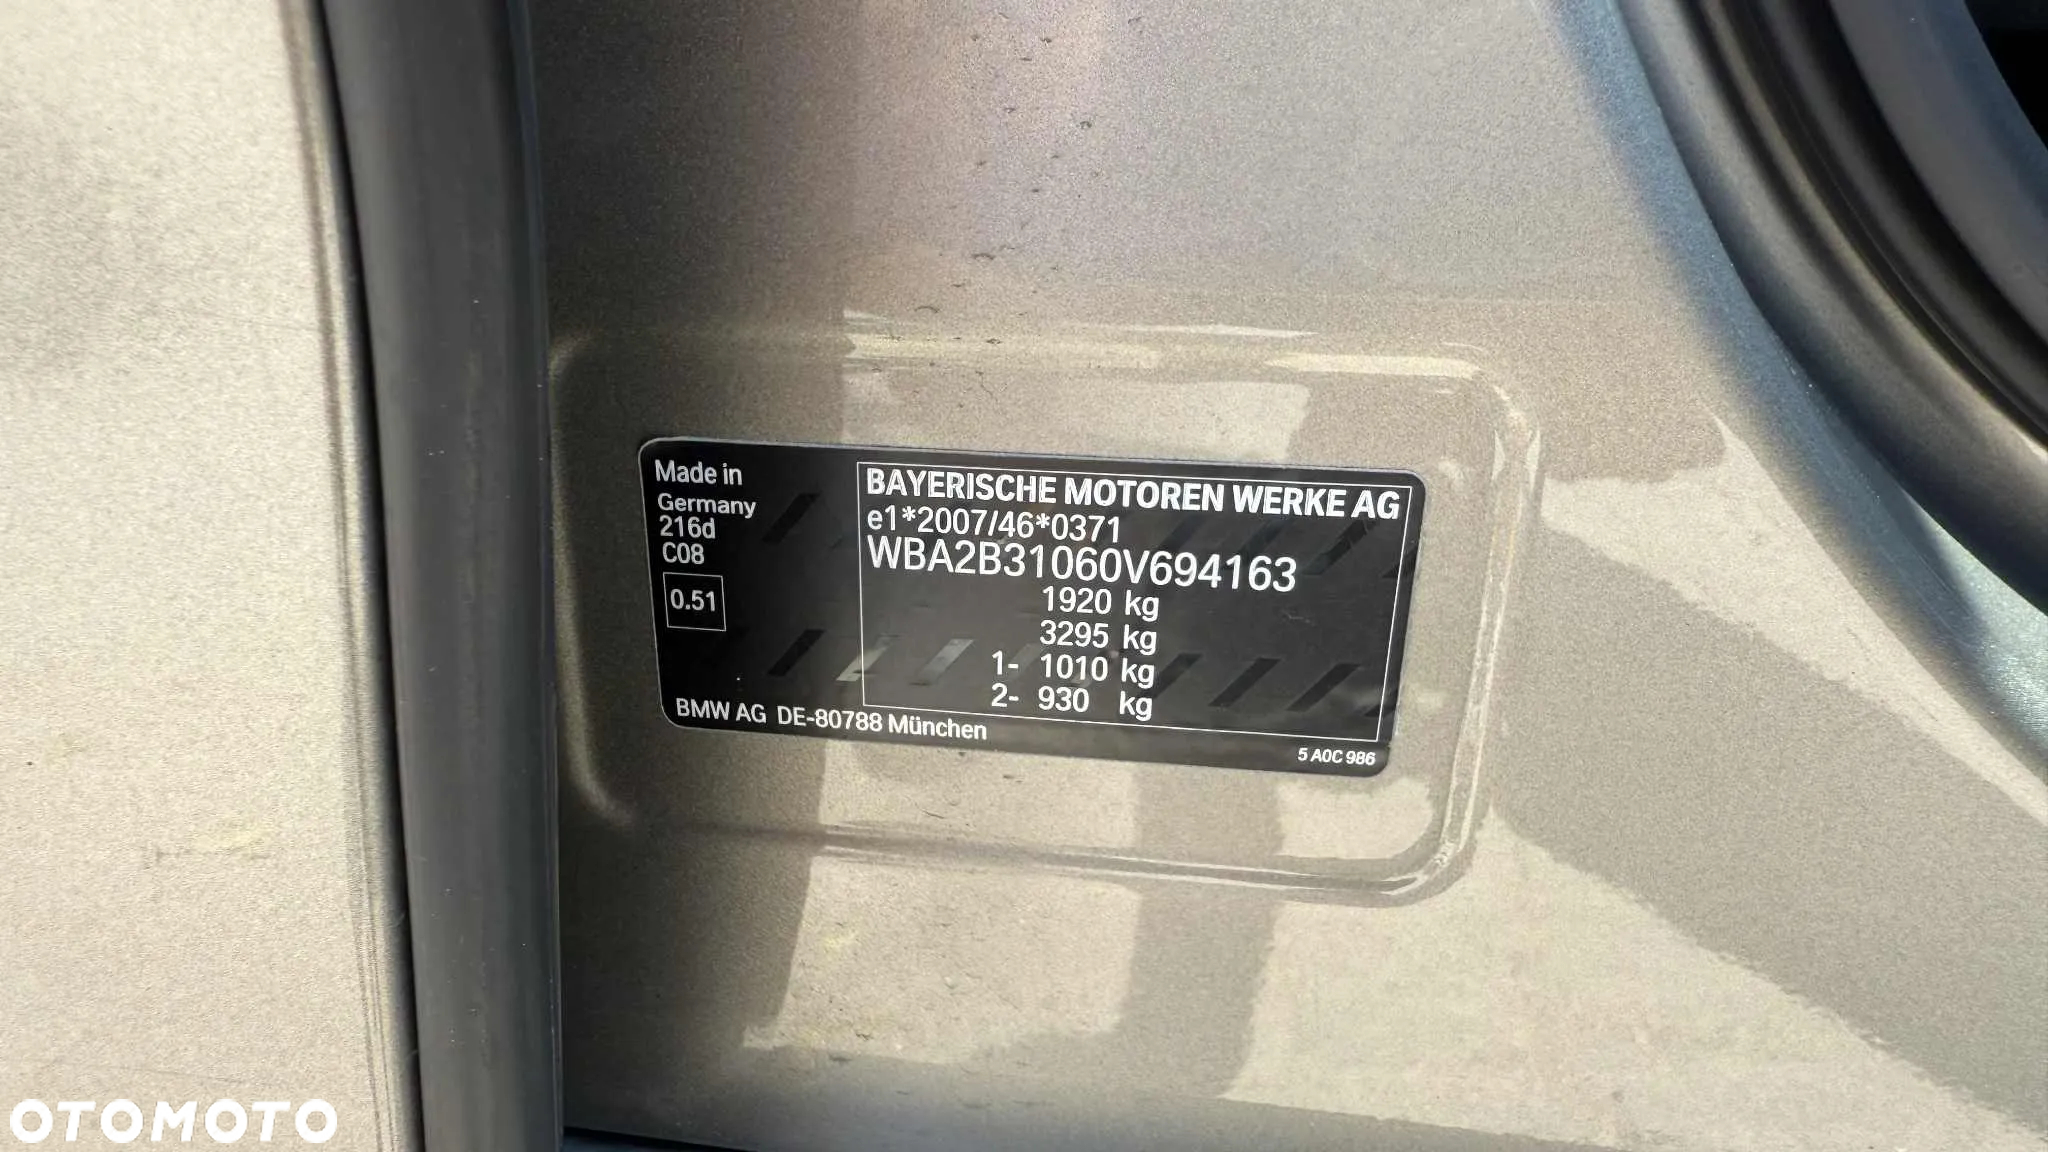 Made in
Germany
216d
C08
0.51
BAYERISCHE MOTOREN WERKE AG
e1*2007/46*0371
WBA2B31060V694163
1920 kg
3295 kg
1- 1010 kg
2- 930 kg
BMW AG DE-80788 München
5 A0C 986
OTOMOTO